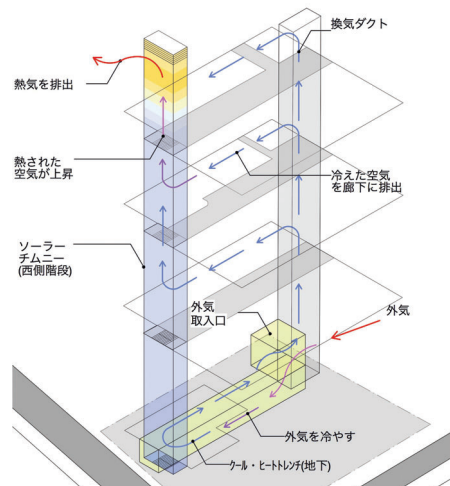 換気ダクト
熱気を排出
熱された
空気が上昇
冷えた空気
を廊下に排出
ソーラー
チムニー
(西側階段)
外気
取入口
外気
外気を冷やす
クール・ヒートトレンチ(地下)